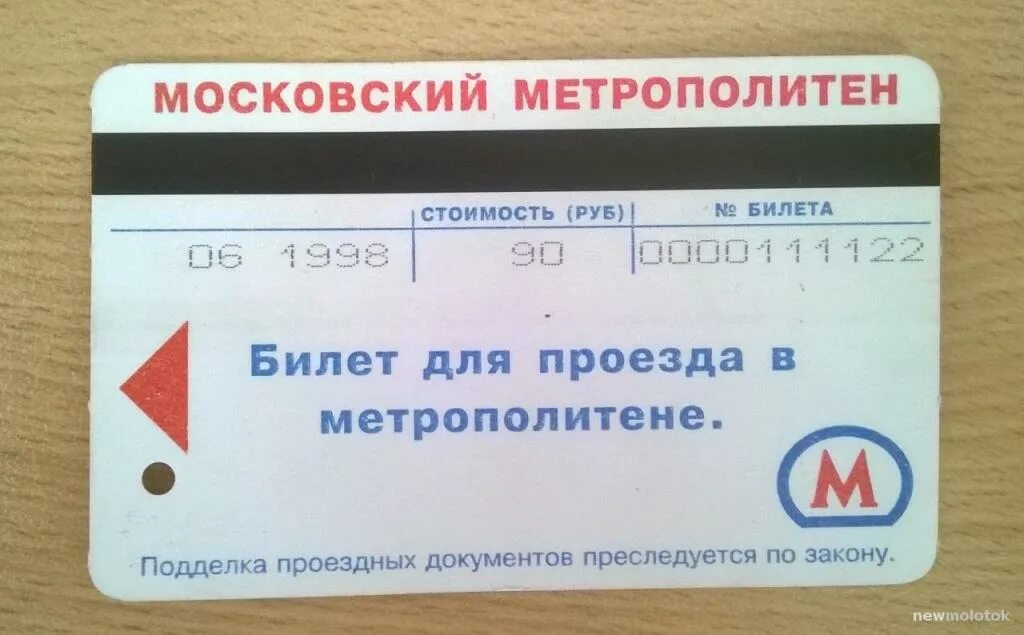 МОСКОВСКИЙ МЕТРОПОЛИТЕН
СТОИМОСТЬ (РУБ) № БИЛЕТА
06 1998 90 0000111122
Билет для проезда в
метрополитене.
М
Подделка проездных документов преследуется по закону.
newmolotok